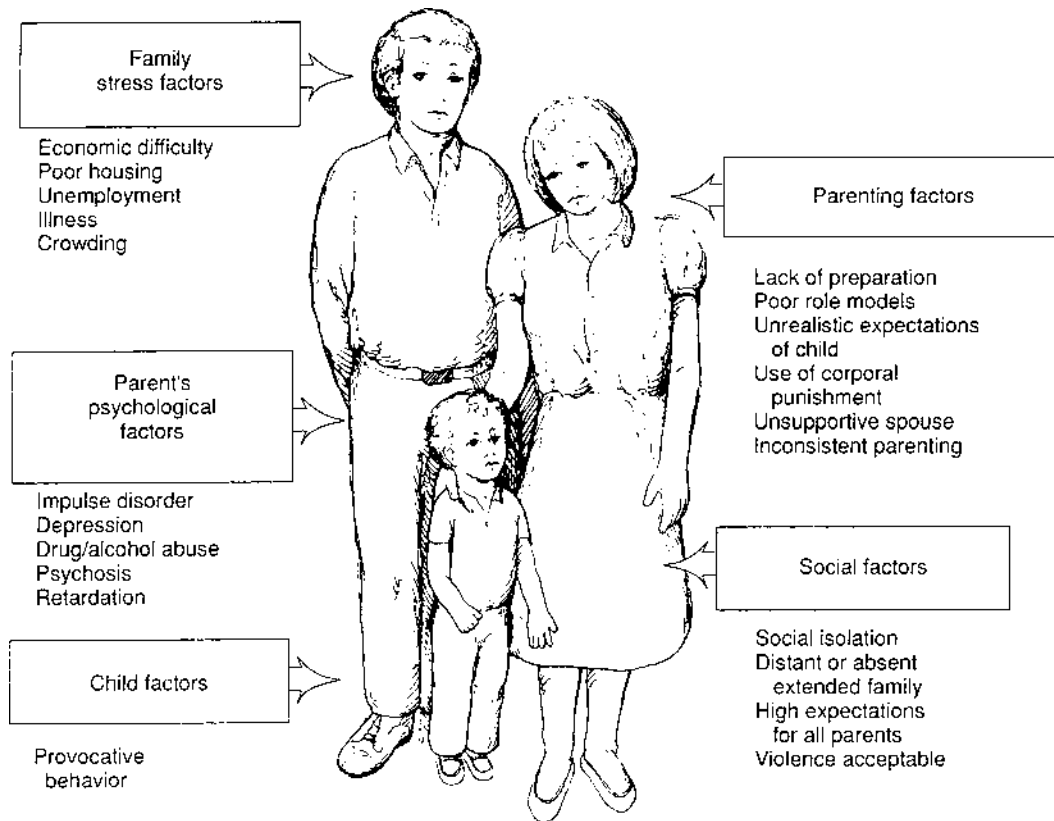 Family
stress factors
Economic difficulty
Poor housing
Unemployment
Illness
Crowding
Parent's
psychological
factors
Impulse disorder
Depression
Drug/alcohol abuse
Psychosis
Retardation
Child factors
Provocative
behavior
Parenting factors
Lack of preparation
Poor role models
Unrealistic expectations
of child
Use of corporal
punishment
Unsupportive spouse
Inconsistent parenting
Social factors
Social isolation
Distant or absent
extended family
High expectations
for all parents
Violence acceptable